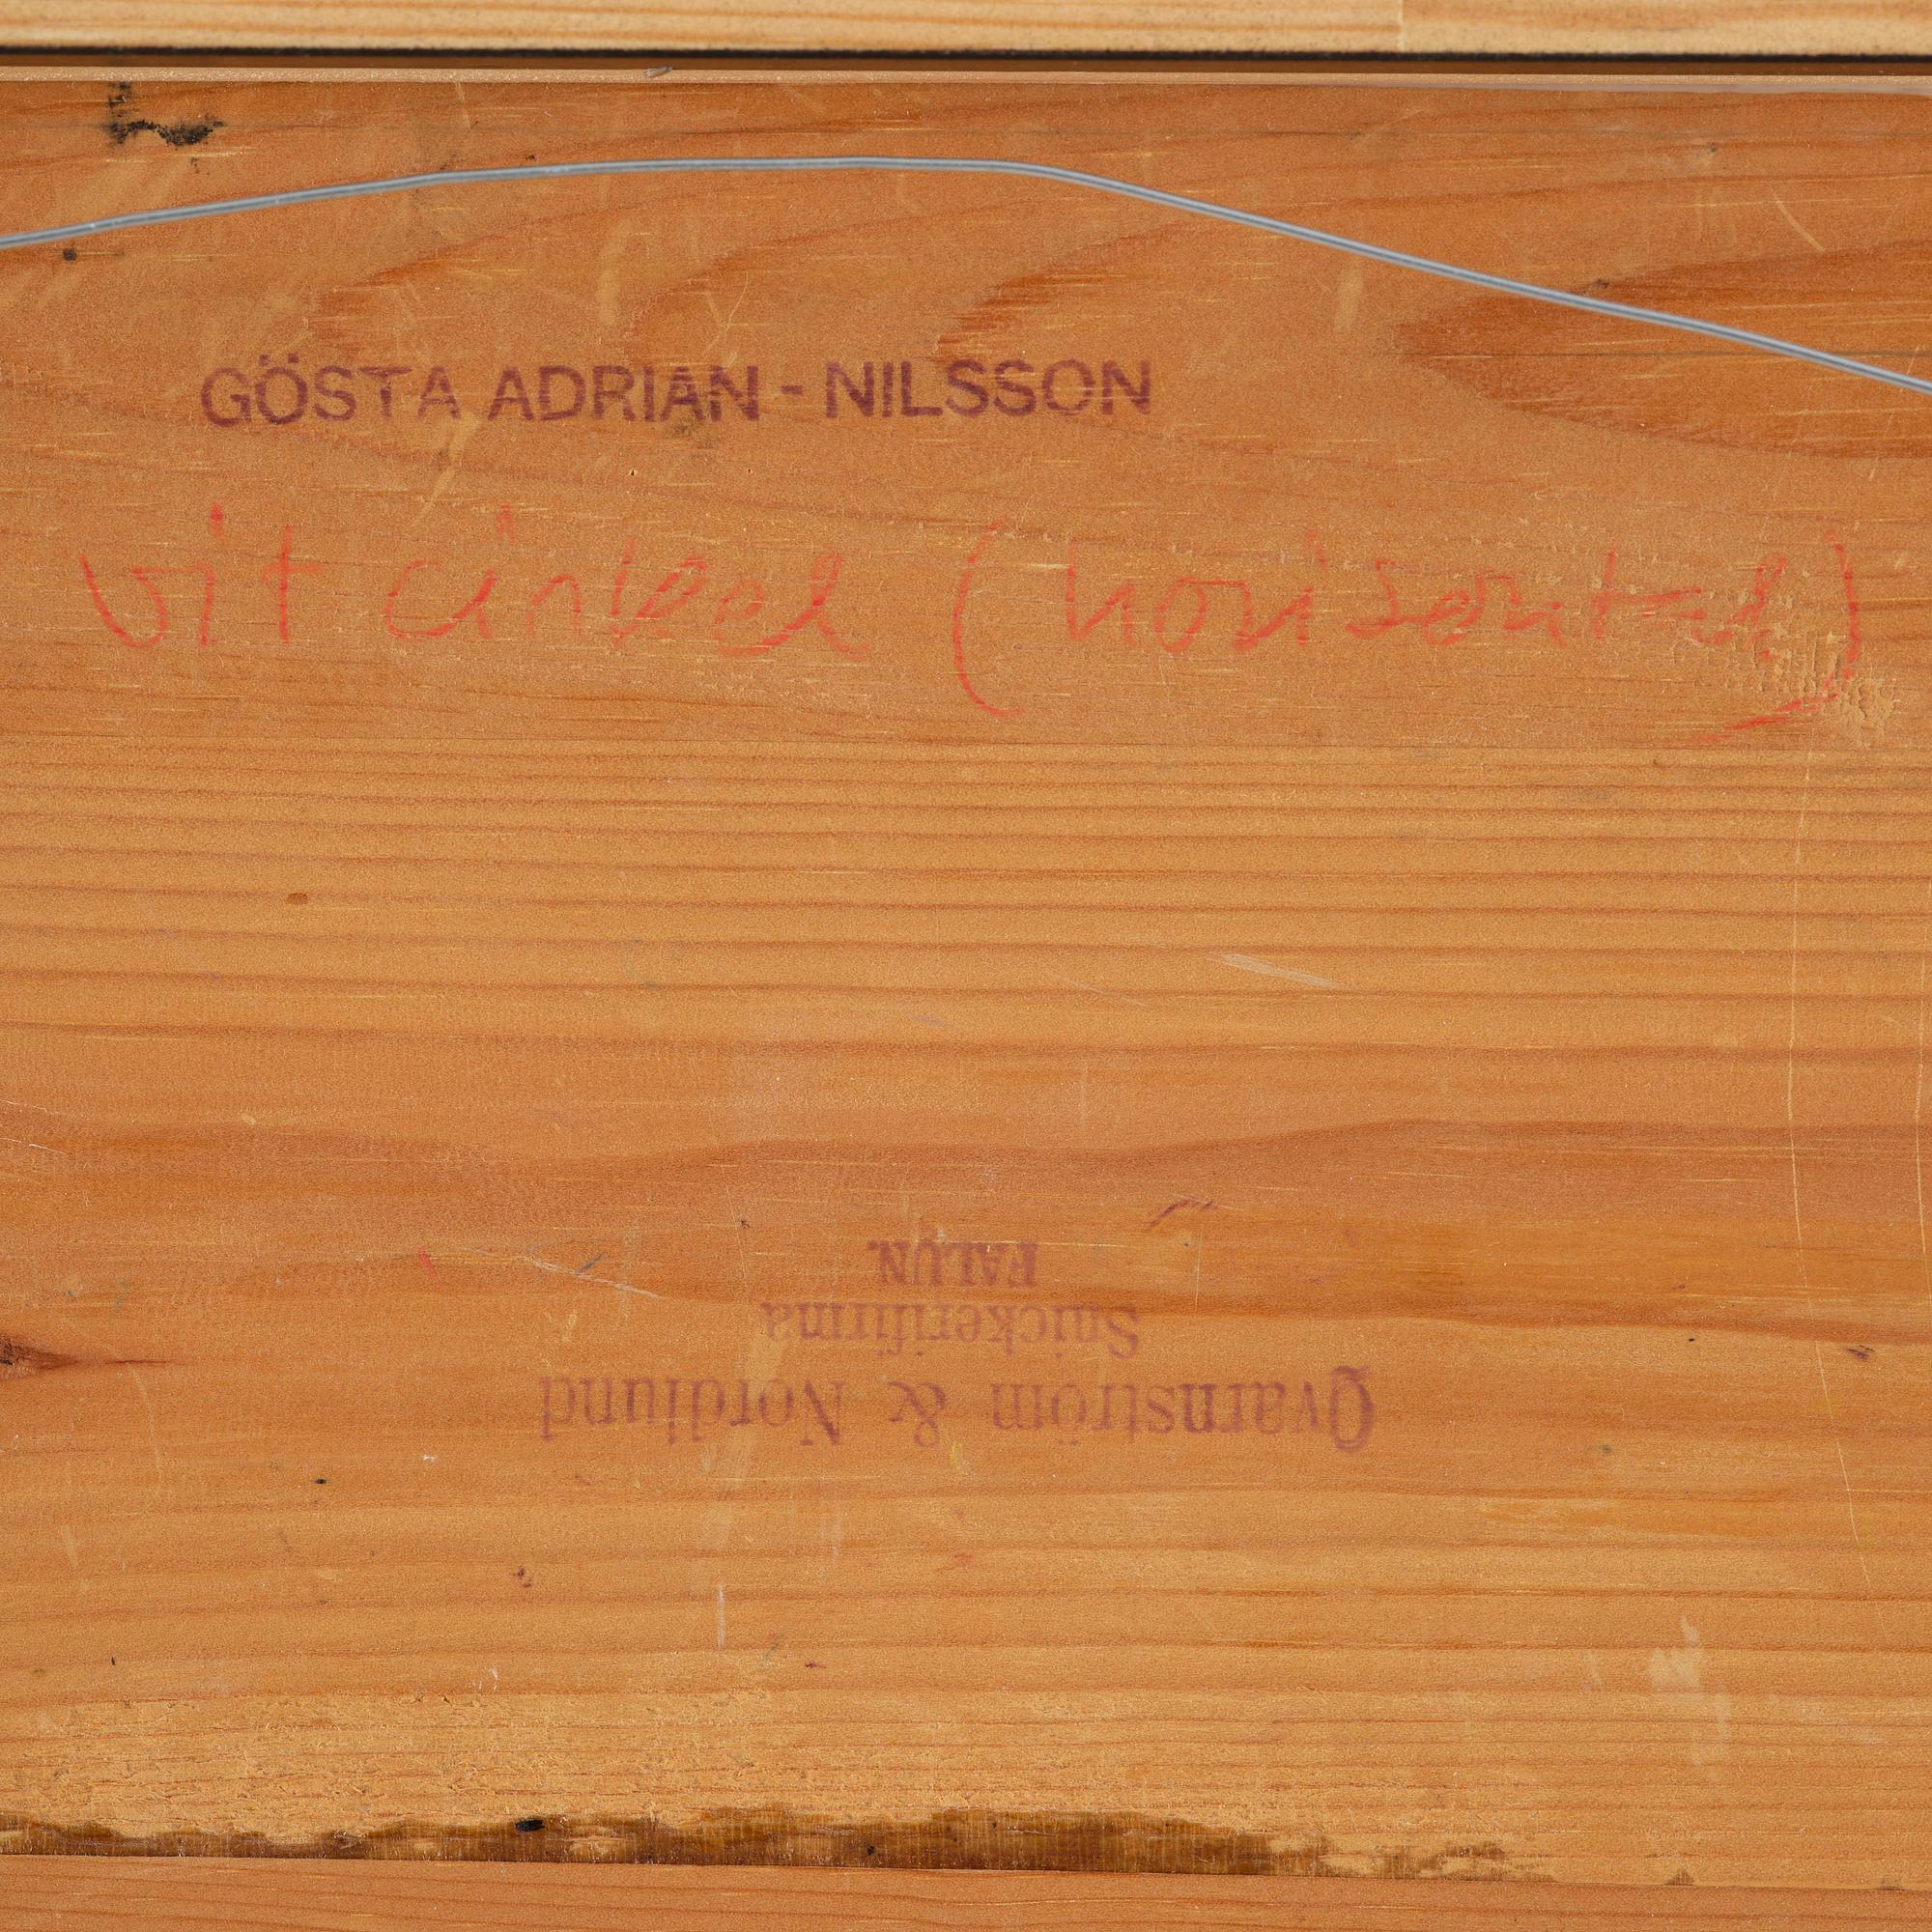 GÖSTA ADRIAN - NILSSON
vit cirkel (horisontal)
Qvarnström & Nordlund
Snickerifirma
FALUN.